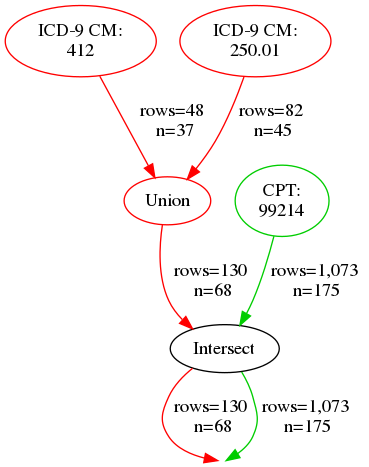 ICD-9 CM:
412
ICD-9 CM:
250.01
rows=48
n=37
rows=82
n=45
Union
CPT:
99214
rows=130
n=68
rows=1,073
n=175
Intersect
rows=130
n=68
rows=1,073
n=175